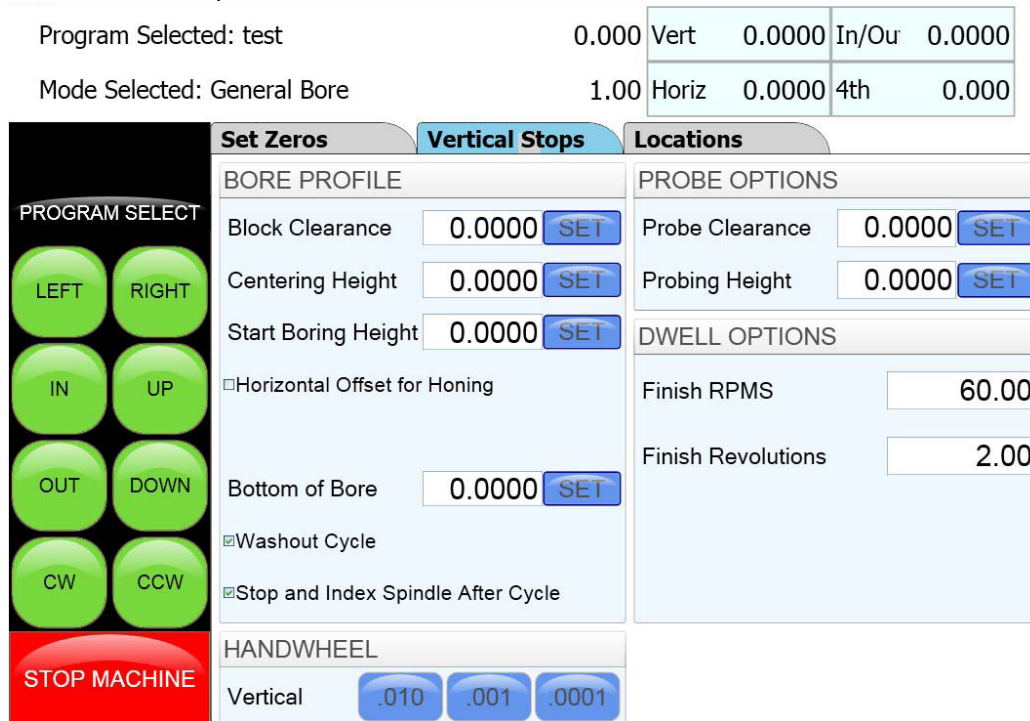 Program Selected: test 0.000 Vert 0.0000 In/Ou 0.0000
Mode Selected: General Bore 1.00 Horiz 0.0000 4th 0.000
Set Zeros Vertical Stops Locations
PROGRAM SELECT
LEFT RIGHT
IN UP
OUT DOWN
CW CCW
STOP MACHINE
BORE PROFILE
Block Clearance 0.0000 SET
Centering Height 0.0000 SET
Start Boring Height 0.0000 SET
Horizontal Offset for Honing
Bottom of Bore 0.0000 SET
Washout Cycle
Stop and Index Spindle After Cycle
HANDWHEEL
Vertical .010 .001 .0001
PROBE OPTIONS
Probe Clearance 0.0000 SET
Probing Height 0.0000 SET
DWELL OPTIONS
Finish RPMS 60.00
Finish Revolutions 2.00